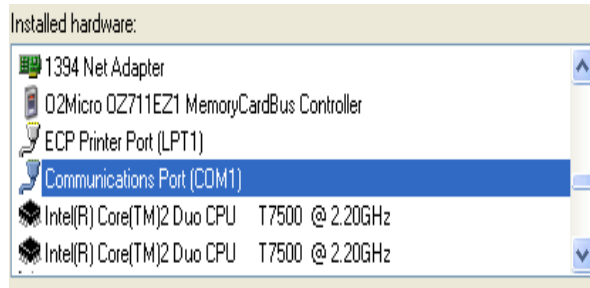 Installed hardware:
1394 Net Adapter
O2Micro OZ711EZ1 MemoryCardBus Controller
ECP Printer Port (LPT1)
Communications Port (COM1)
Intel(R) Core(TM)2 Duo CPU T7500 @ 2.20GHz
Intel(R) Core(TM)2 Duo CPU T7500 @ 2.20GHz